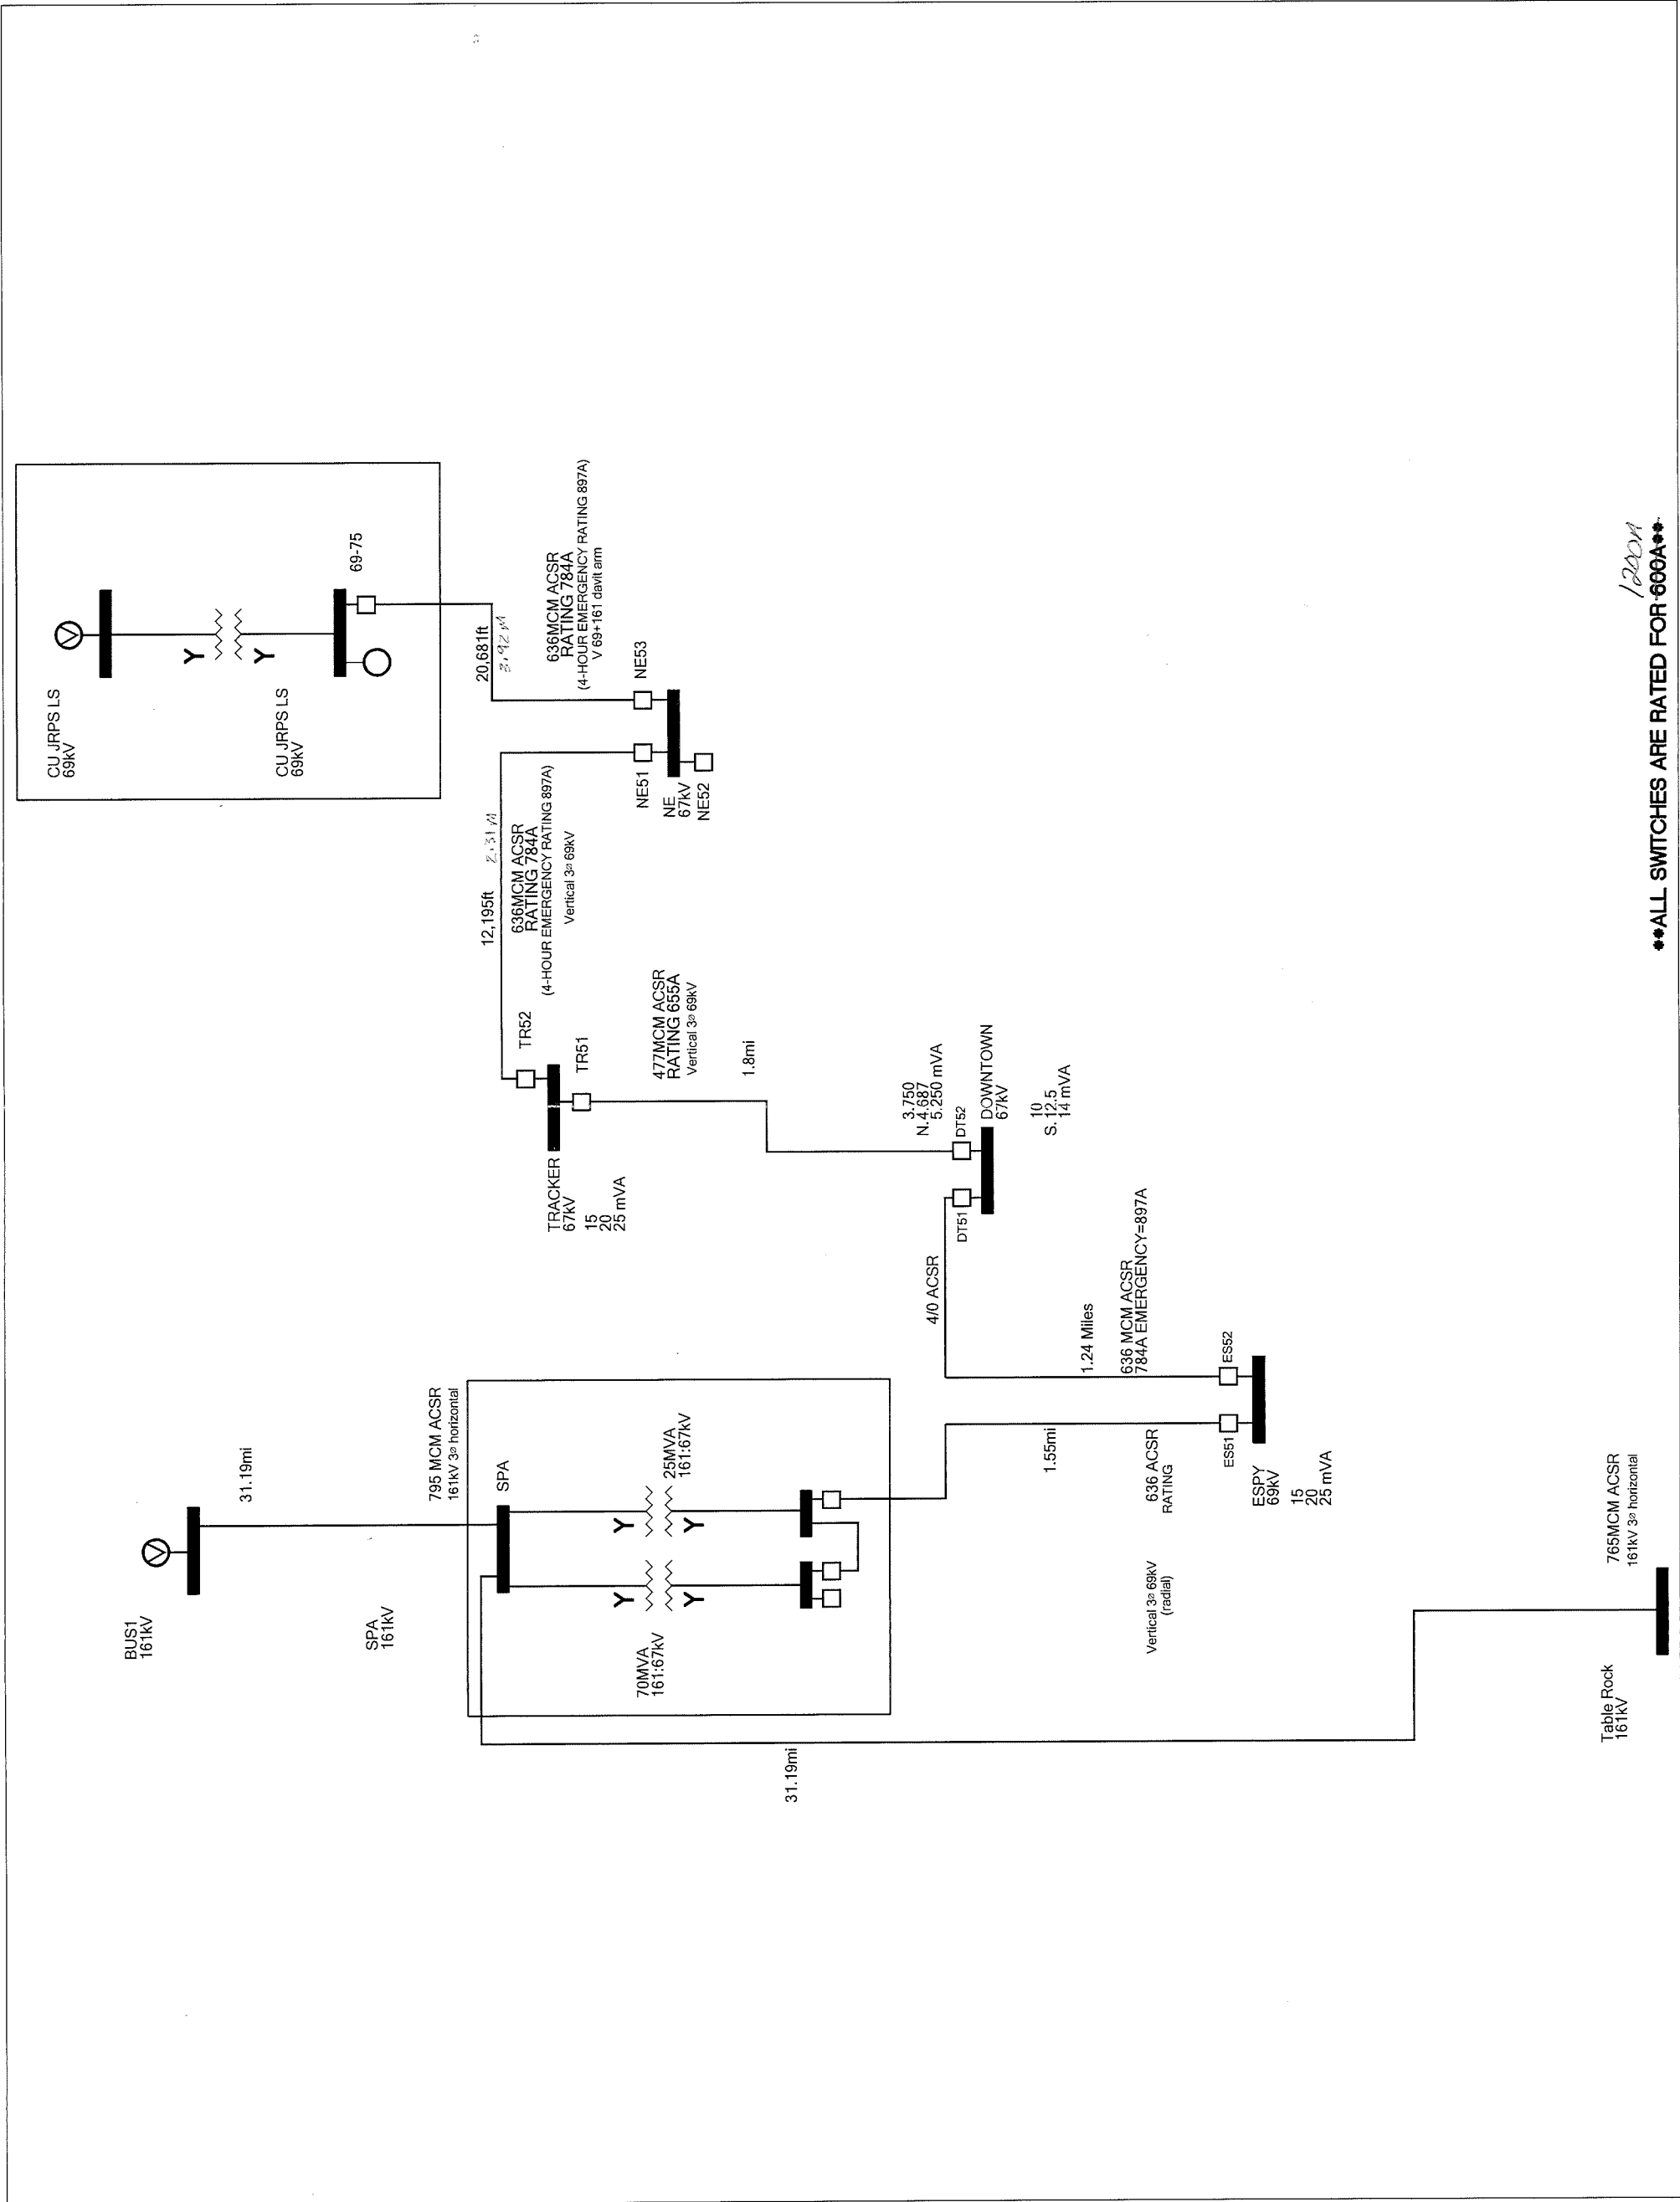 CU JRPS LS
69kV
CU JRPS LS
69kV
69-75
20,681ft
3.92 M
636MCM ACSR
RATING 784A
(4-HOUR EMERGENCY RATING 897A)
V 69+161 davit arm
NE53
NE51
NE
67kV
NE52
12,195ft
2.31 M
636MCM ACSR
RATING 784A
(4-HOUR EMERGENCY RATING 897A)
Vertical 3ø 69kV
TR52
TR51
TRACKER
67kV
15
20
25 mVA
477MCM ACSR
RATING 655A
Vertical 3ø 69kV
1.8mi
3.750
N.4.687
5.250 mVA
DT52
DOWNTOWN
67kV
10
S.12.5
14 mVA
DT51
4/0 ACSR
1.24 Miles
636 MCM ACSR
784A EMERGENCY=897A
ES52
ES51
ESPY
69kV
15
20
25 mVA
1.55mi
636 ACSR
RATING
Vertical 3ø 69kV
(radial)
BUS1
161kV
31.19mi
SPA
161kV
795 MCM ACSR
161kV 3ø horizontal
SPA
25MVA
161:67kV
70MVA
161:67kV
Y
Y
Y
Y
Y
Y
V
V
31.19mi
Table Rock
161kV
765MCM ACSR
161kV 3ø horizontal
1200A
**ALL SWITCHES ARE RATED FOR 600A**